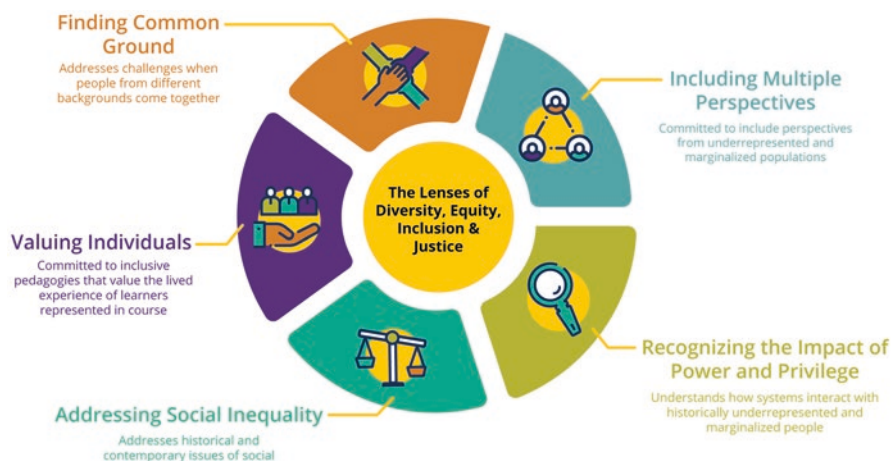 Finding Common
Ground
Addresses challenges when
people from different
backgrounds come together
Including Multiple
Perspectives
Committed to include perspectives
from underrepresented and
marginalized populations
The Lenses of
Diversity, Equity,
Inclusion &
Justice
Valuing Individuals
Committed to inclusive
pedagogies that value the lived
experience of learners
represented in course
Recognizing the Impact of
Power and Privilege
Understands how systems interact with
historically underrepresented and
marginalized people
Addressing Social Inequality
Addresses historical and
contemporary issues of social